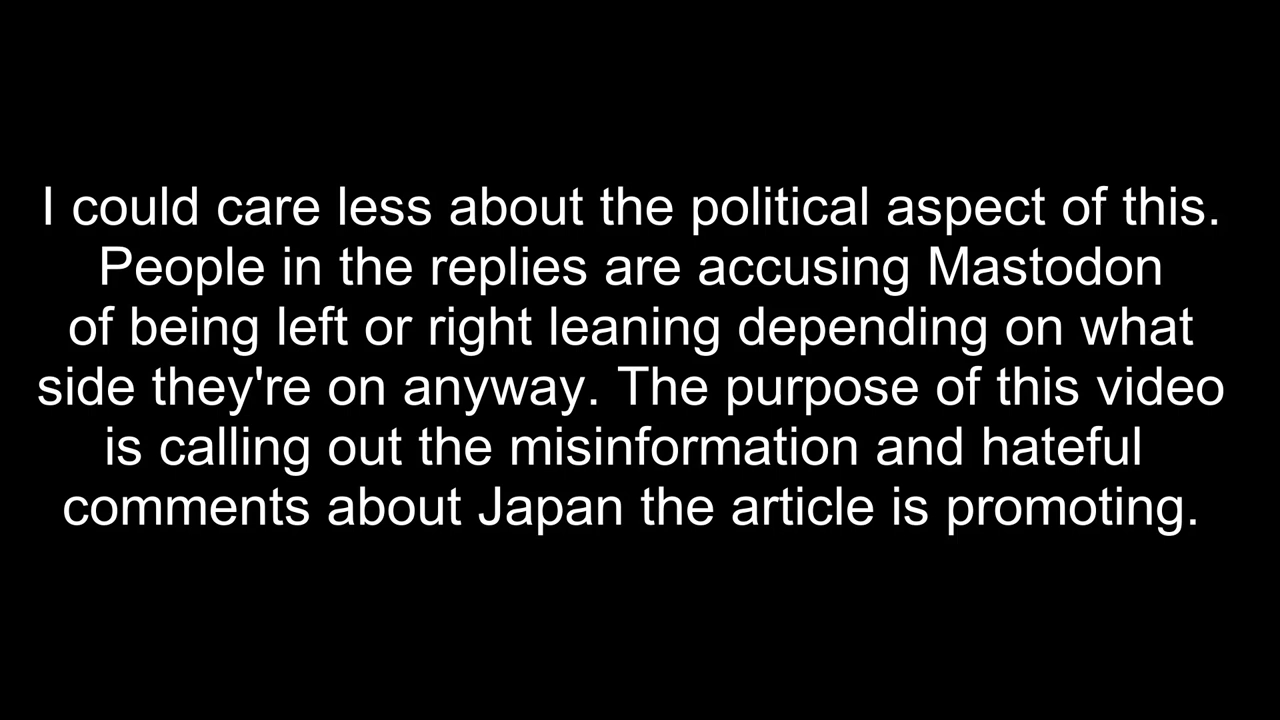 I could care less about the political aspect of this.
People in the replies are accusing Mastodon
of being left or right leaning depending on what
side they're on anyway. The purpose of this video
is calling out the misinformation and hateful
comments about Japan the article is promoting.